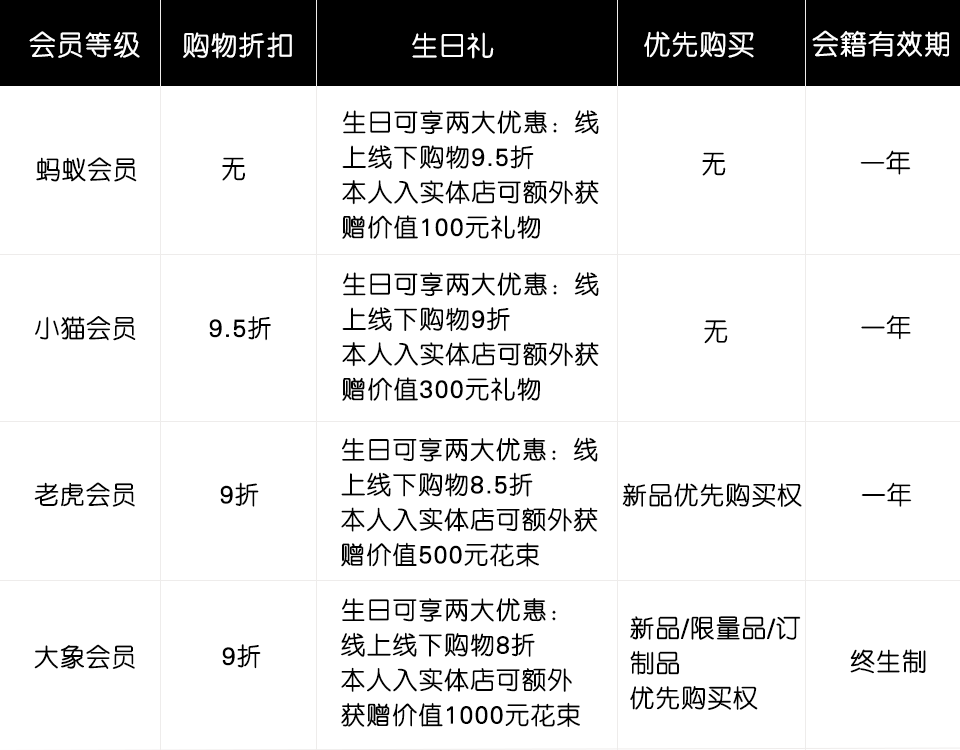 会员等级 购物折扣 生日礼 优先购买 会籍有效期
蚂蚁会员
无
生日可享两大优惠：线
上线下购物9.5折
本人入实体店可额外获
赠价值100元礼物
无
一年
小猫会员
9.5折
生日可享两大优惠：线
上线下购物9折
本人入实体店可额外获
赠价值300元礼物
无
一年
老虎会员
9折
生日可享两大优惠：线
上线下购物8.5折
本人入实体店可额外获
赠价值500元花束
新品优先购买权
一年
大象会员
9折
生日可享两大优惠：
线上线下购物8折
本人入实体店可额外
获赠价值1000元花束
新品/限量品/订
制品
优先购买权
终生制